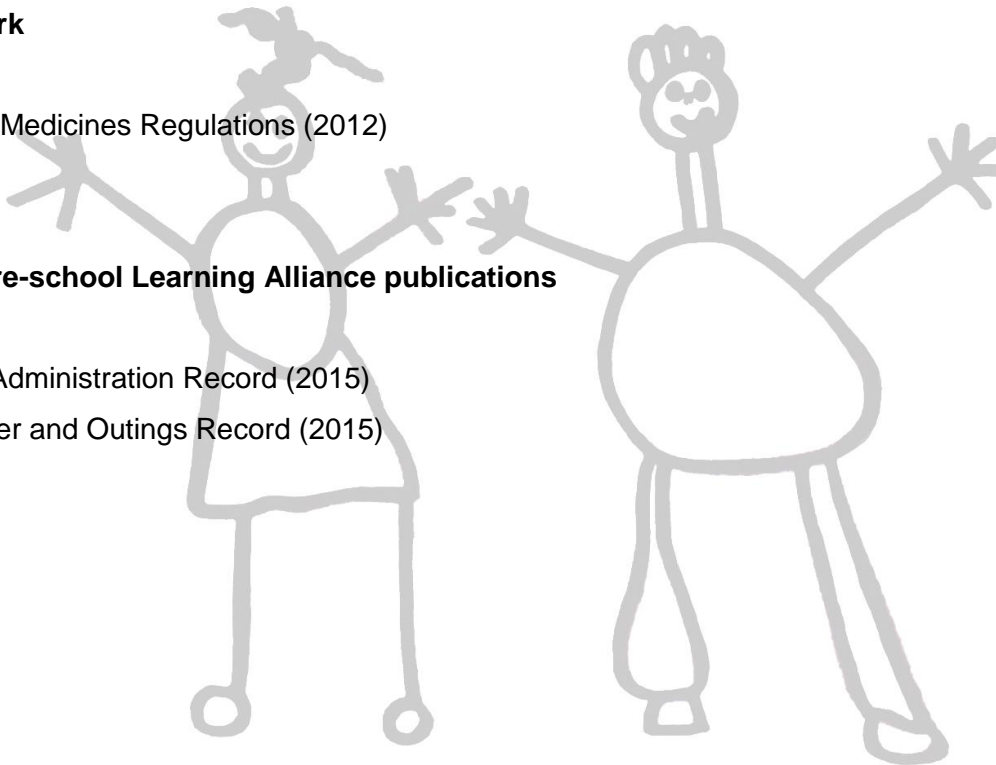 rk
Medicines Regulations (2012)
re-school Learning Alliance publications
Administration Record (2015)
er and Outings Record (2015)